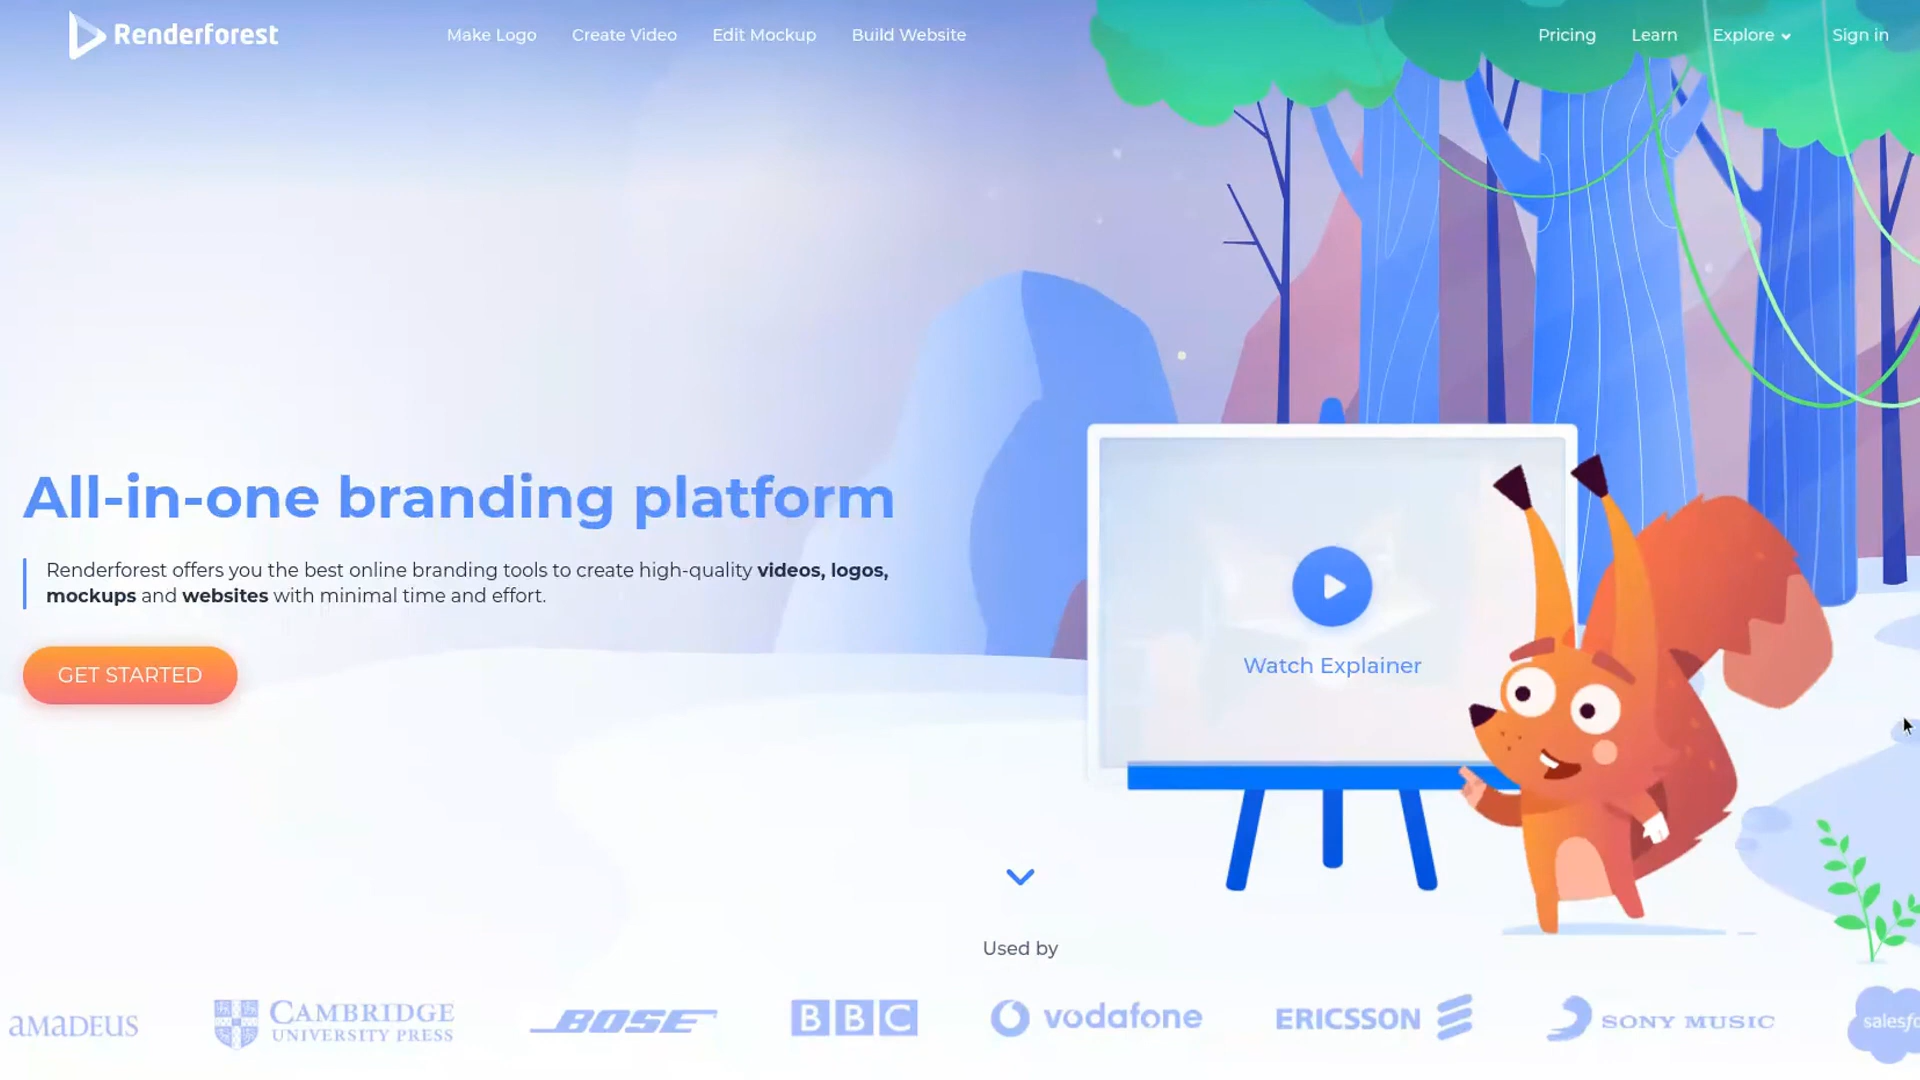 Renderforest
Make Logo
Create Video
Edit Mockup
Build Website
Pricing
Learn
Explore
Sign in
All-in-one branding platform
Renderforest offers you the best online branding tools to create high-quality videos, logos,
mockups and websites with minimal time and effort.
GET STARTED
Watch Explainer
Used by
amadeus
CAMBRIDGE
UNIVERSITY PRESS
BOSE
BBC
vodafone
ERICSSON
SONY MUSIC